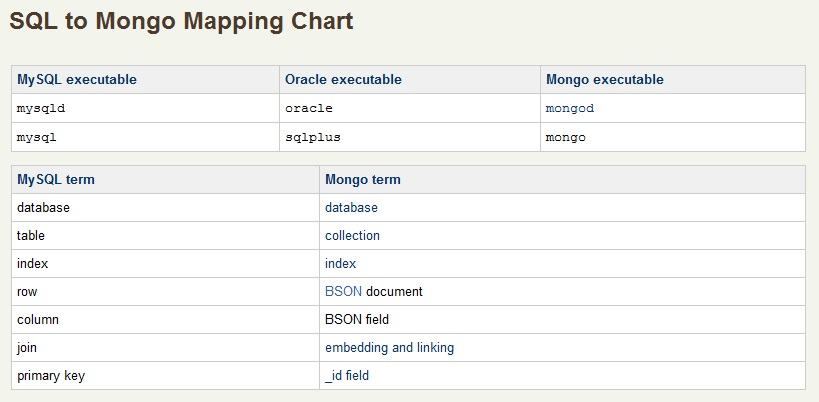 SQL to Mongo Mapping Chart
MySQL executable Oracle executable Mongo executable
mysqld oracle mongod
mysql sqlplus mongo
MySQL term Mongo term
database database
table collection
index index
row BSON document
column BSON field
join embedding and linking
primary key _id field